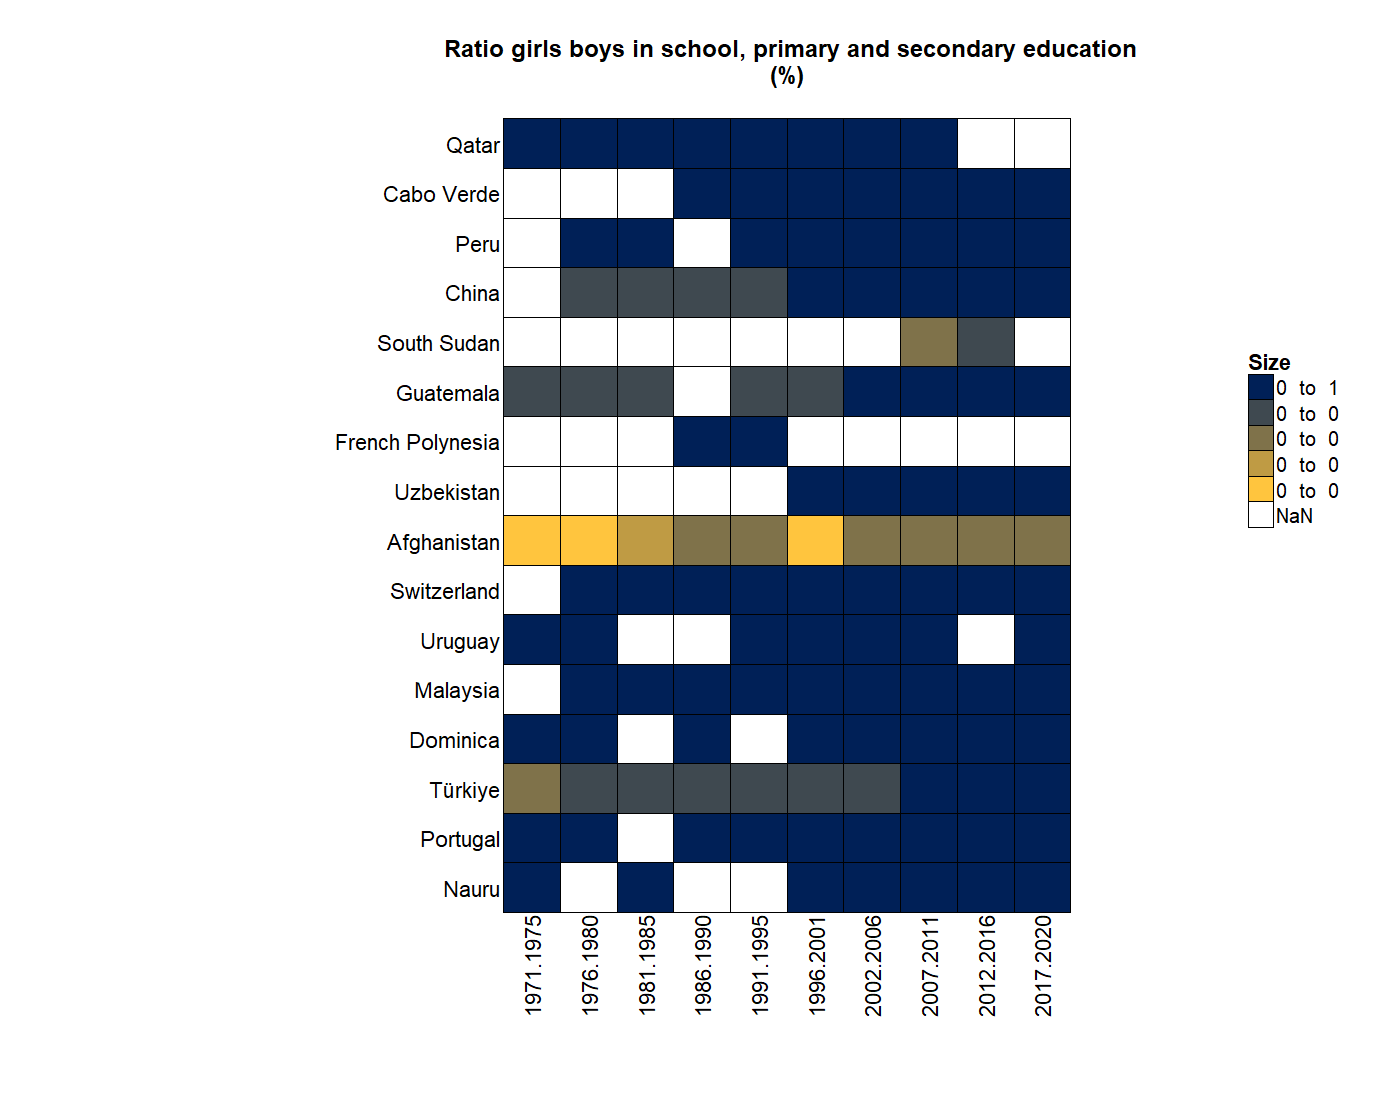 Ratio girls boys in school, primary and secondary education
(%)
Qatar
Cabo Verde
Peru
China
South Sudan
Guatemala
French Polynesia
Uzbekistan
Afghanistan
Switzerland
Uruguay
Malaysia
Dominica
Türkiye
Portugal
Nauru
1971.1975
1976.1980
1981.1985
1986.1990
1991.1995
1996.2001
2002.2006
2007.2011
2012.2016
2017.2020
Size
0 to 1
0 to 0
0 to 0
0 to 0
0 to 0
NaN